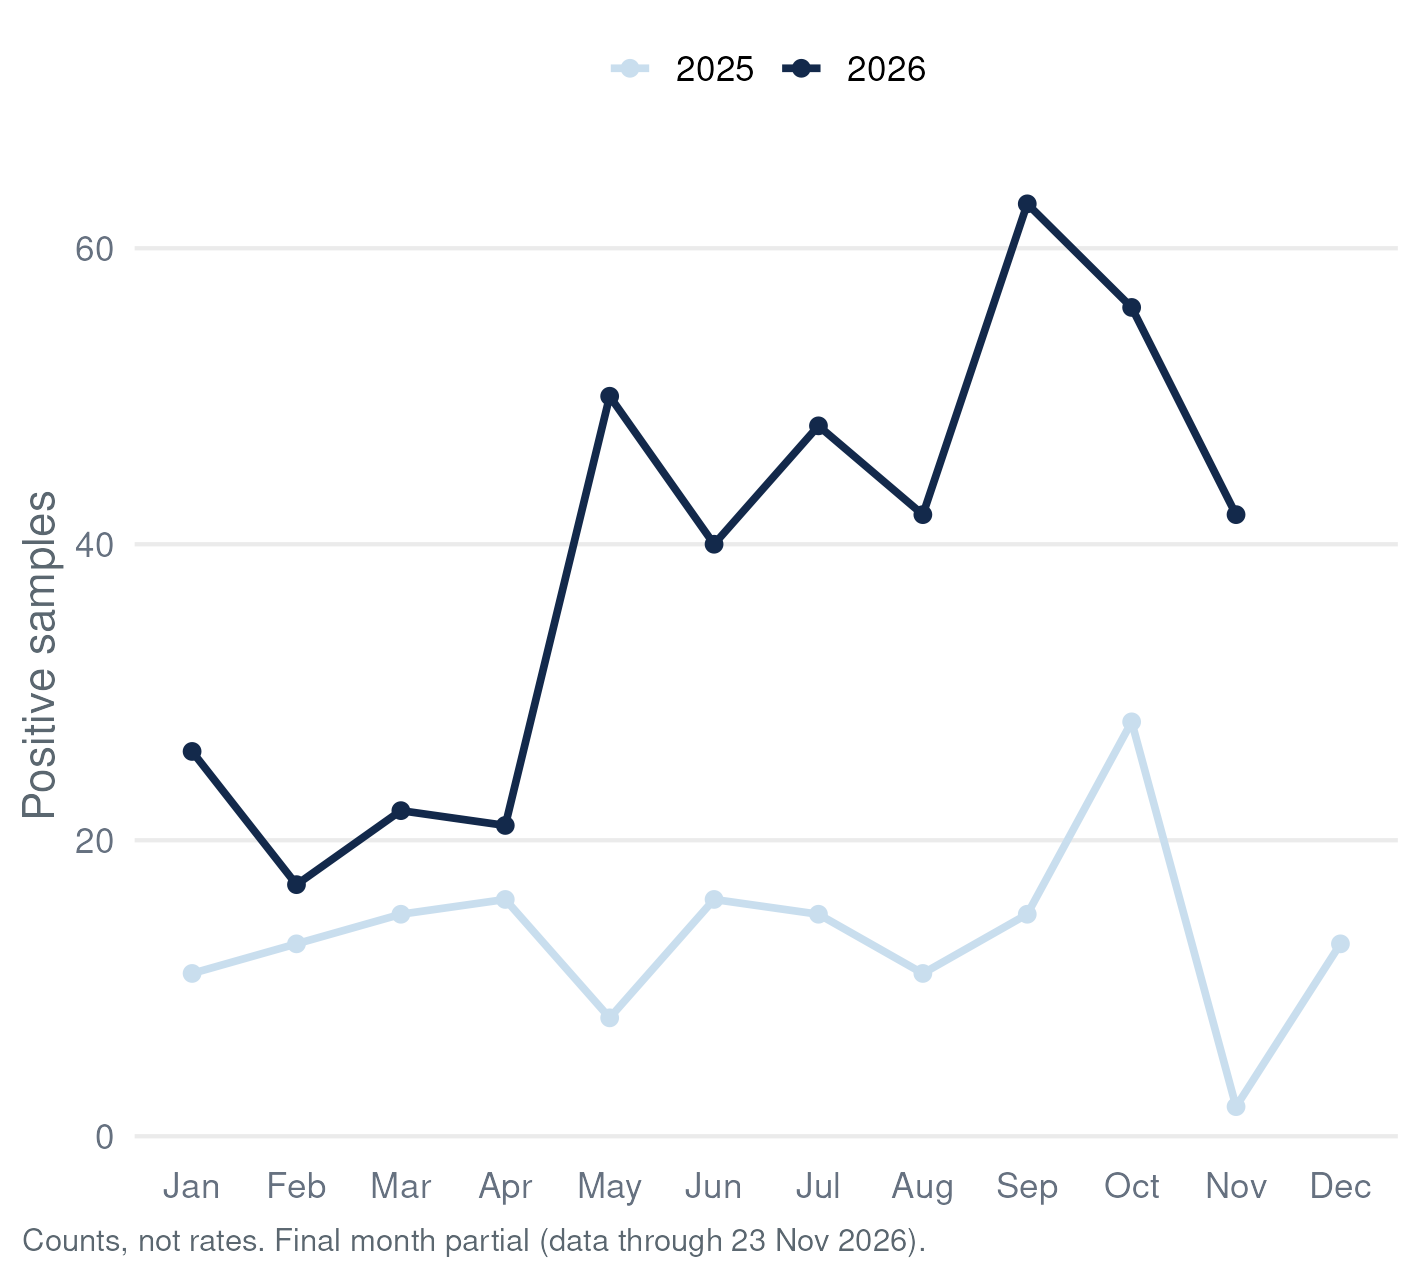 2025 2026
60
40
20
0
Positive samples
Jan Feb Mar Apr May Jun Jul Aug Sep Oct Nov Dec
Counts, not rates. Final month partial (data through 23 Nov 2026).